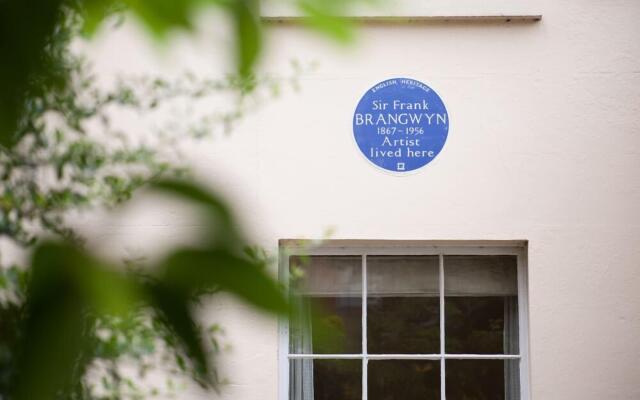 ENGLISH HERITAGE
Sir Frank
BRANGWYN
1867-1956
Artist
lived here